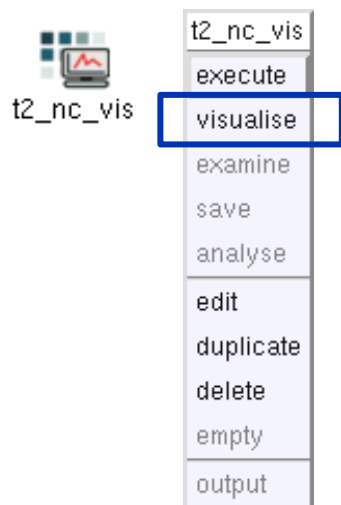 t2_nc_vis
t2_nc_vis
execute
visualise
examine
save
analyse
edit
duplicate
delete
empty
output